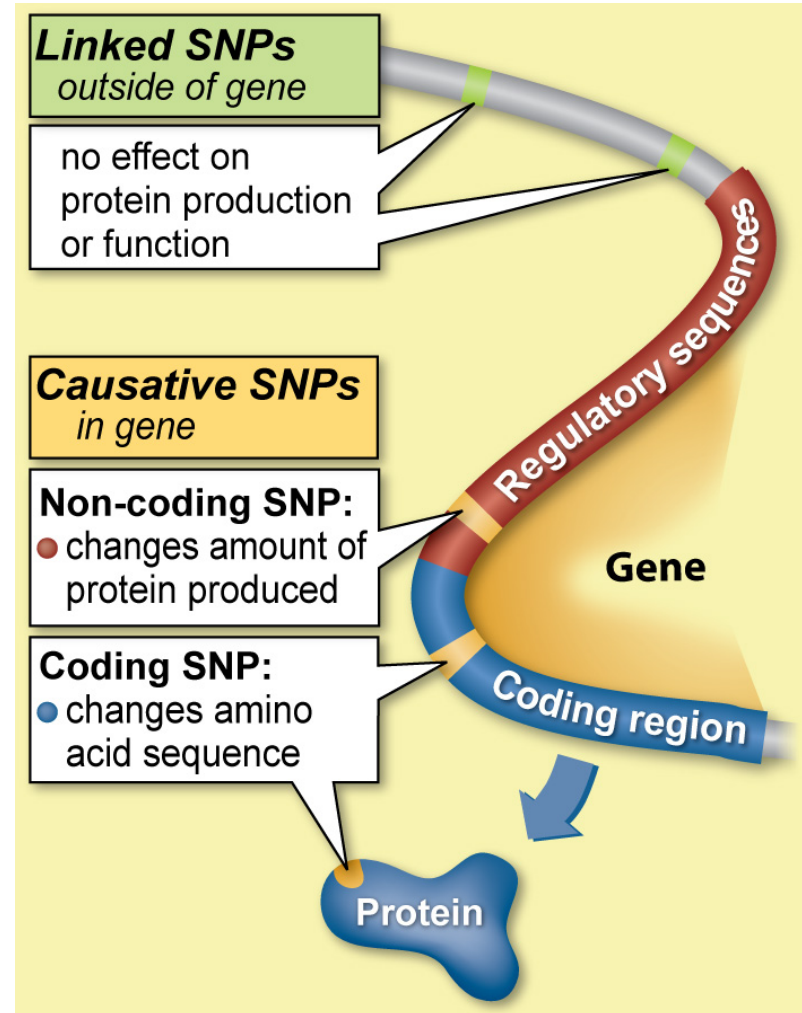 Linked SNPs
outside of gene
no effect on
protein production
or function
Causative SNPs
in gene
Non-coding SNP:
changes amount of
protein produced
Coding SNP:
changes amino
acid sequence
Regulatory sequences
Gene
Coding region
Protein